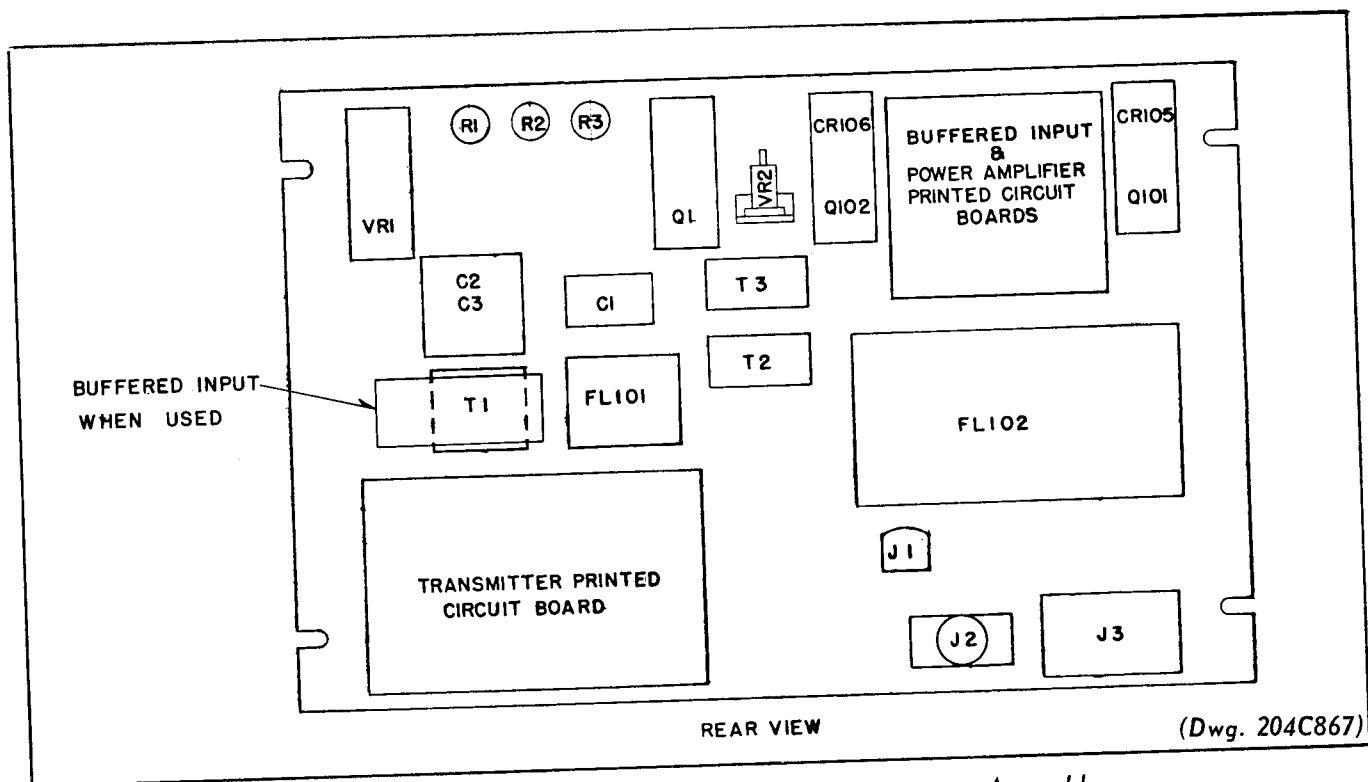 R1
R2
R3
VR1
Q1
VR2
CR106
Q102
BUFFERED INPUT
&
POWER AMPLIFIER
PRINTED CIRCUIT
BOARDS
CR105
Q101
C2
C3
C1
T3
T2
BUFFERED INPUT
WHEN USED
T1
FL101
FL102
TRANSMITTER PRINTED
CIRCUIT BOARD
J1
J2
J3
REAR VIEW
(Dwg. 204C867)